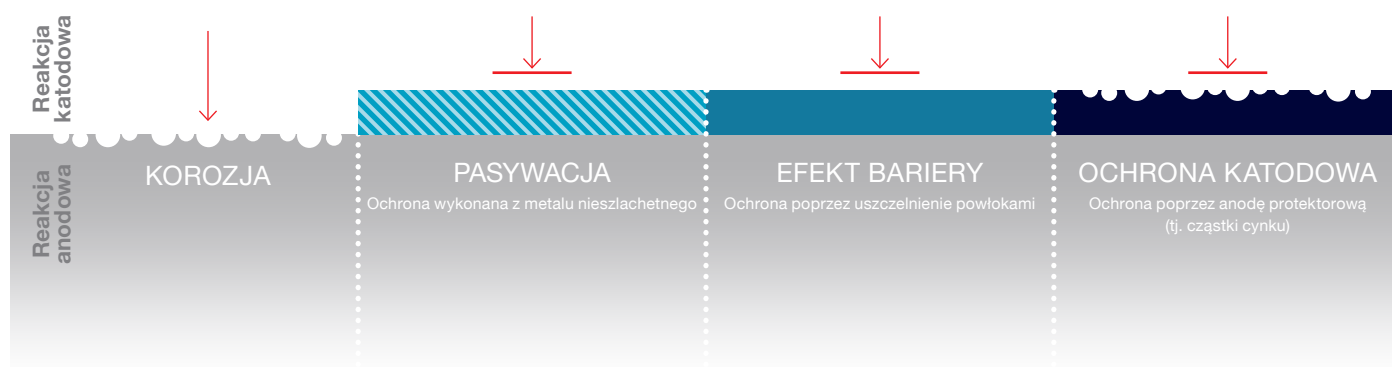 Reakcja
katodowa
Reakcja
anodowa
KOROZJA
PASYWACJA
Ochrona wykonana z metalu nieszlachetnego
EFEKT BARIERY
Ochrona poprzez uszczelnienie powłokami
OCHRONA KATODOWA
Ochrona poprzez anodę protektorową
(tj. cząstki cynku)